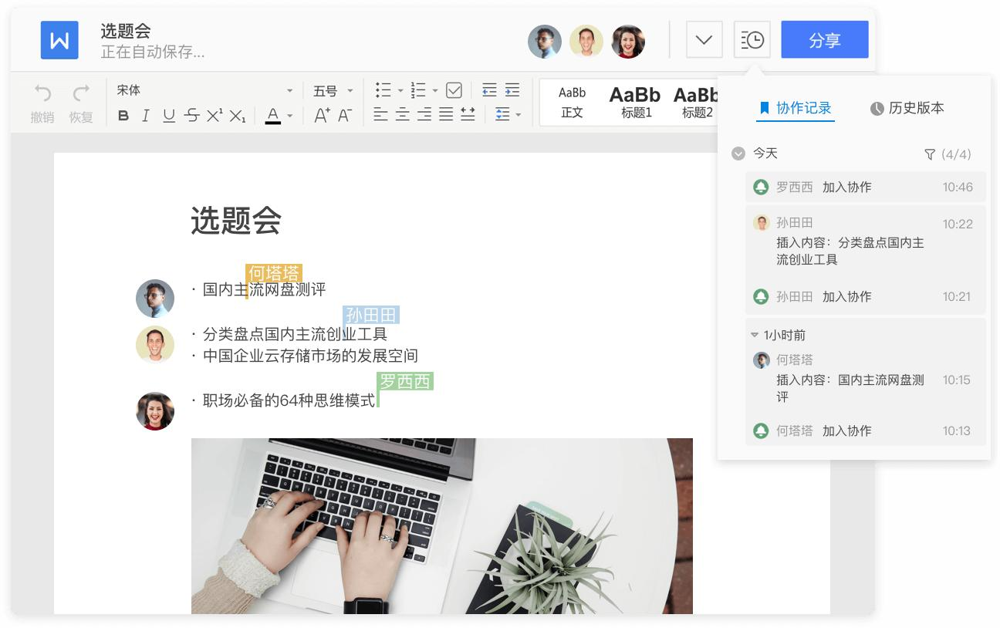 选题会
正在自动保存...
分享
撤销
恢复
宋体
五号
AaBb
正文
AaBb
标题1
AaBb
标题2
协作记录
历史版本
今天
(4/4)
罗西西 加入协作 10:46
孙田田 10:22
插入内容：分类盘点国内主
流创业工具
孙田田 加入协作 10:21
1小时前
何塔塔
插入内容：国内主流网盘测 10:15
评
何塔塔 加入协作 10:13
选题会
何塔塔
· 国内主流网盘测评
孙田田
· 分类盘点国内主流创业工具
· 中国企业云存储市场的发展空间
罗西西
· 职场必备的64种思维模式